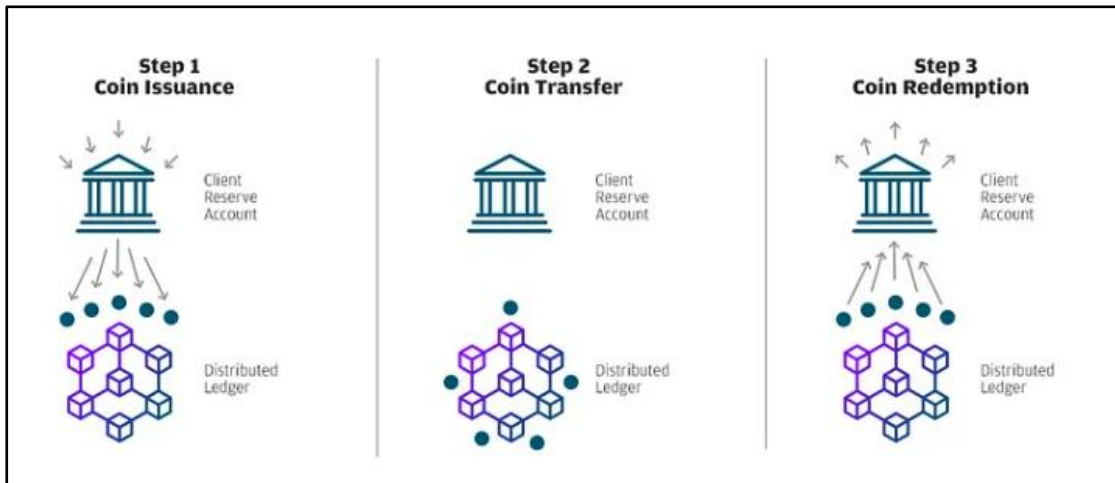 Step 1
Coin Issuance
Client
Reserve
Account
Distributed
Ledger
Step 2
Coin Transfer
Client
Reserve
Account
Distributed
Ledger
Step 3
Coin Redemption
Client
Reserve
Account
Distributed
Ledger